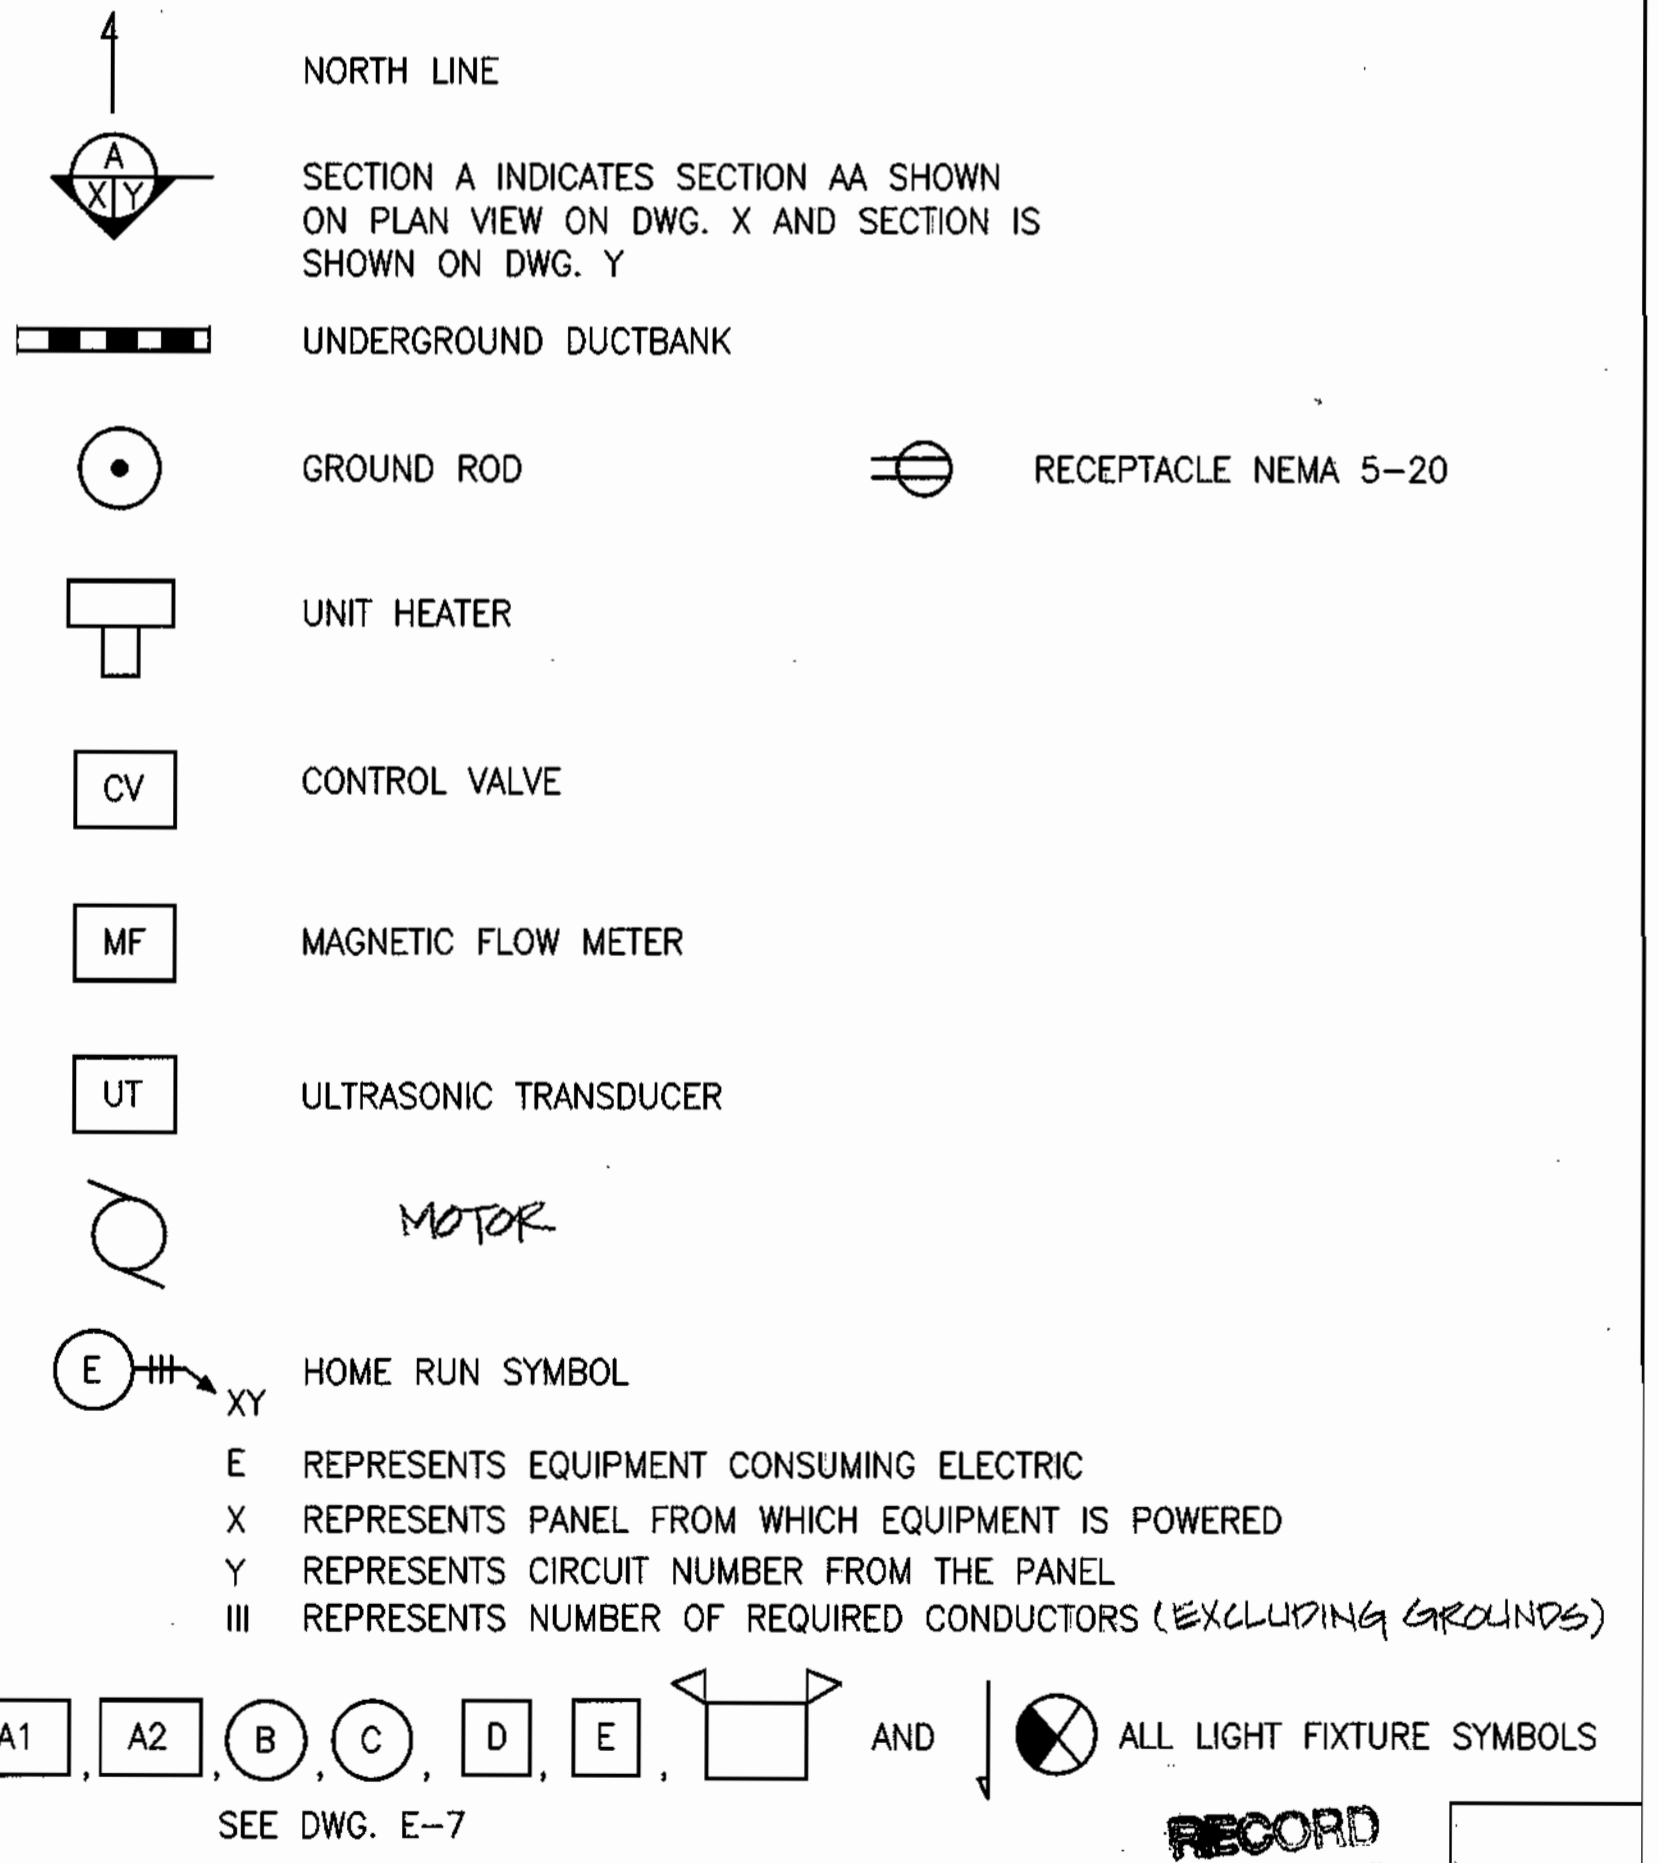 NORTH LINE
A
X Y
SECTION A INDICATES SECTION AA SHOWN
ON PLAN VIEW ON DWG. X AND SECTION IS
SHOWN ON DWG. Y
UNDERGROUND DUCTBANK
GROUND ROD
RECEPTACLE NEMA 5-20
UNIT HEATER
CV
CONTROL VALVE
MF
MAGNETIC FLOW METER
UT
ULTRASONIC TRANSDUCER
MOTOR
E
XY
HOME RUN SYMBOL
E REPRESENTS EQUIPMENT CONSUMING ELECTRIC
X REPRESENTS PANEL FROM WHICH EQUIPMENT IS POWERED
Y REPRESENTS CIRCUIT NUMBER FROM THE PANEL
III REPRESENTS NUMBER OF REQUIRED CONDUCTORS (EXCLUDING GROUNDS)
A1 , A2 , B , C , D , E , AND ALL LIGHT FIXTURE SYMBOLS
SEE DWG. E-7
RECORD